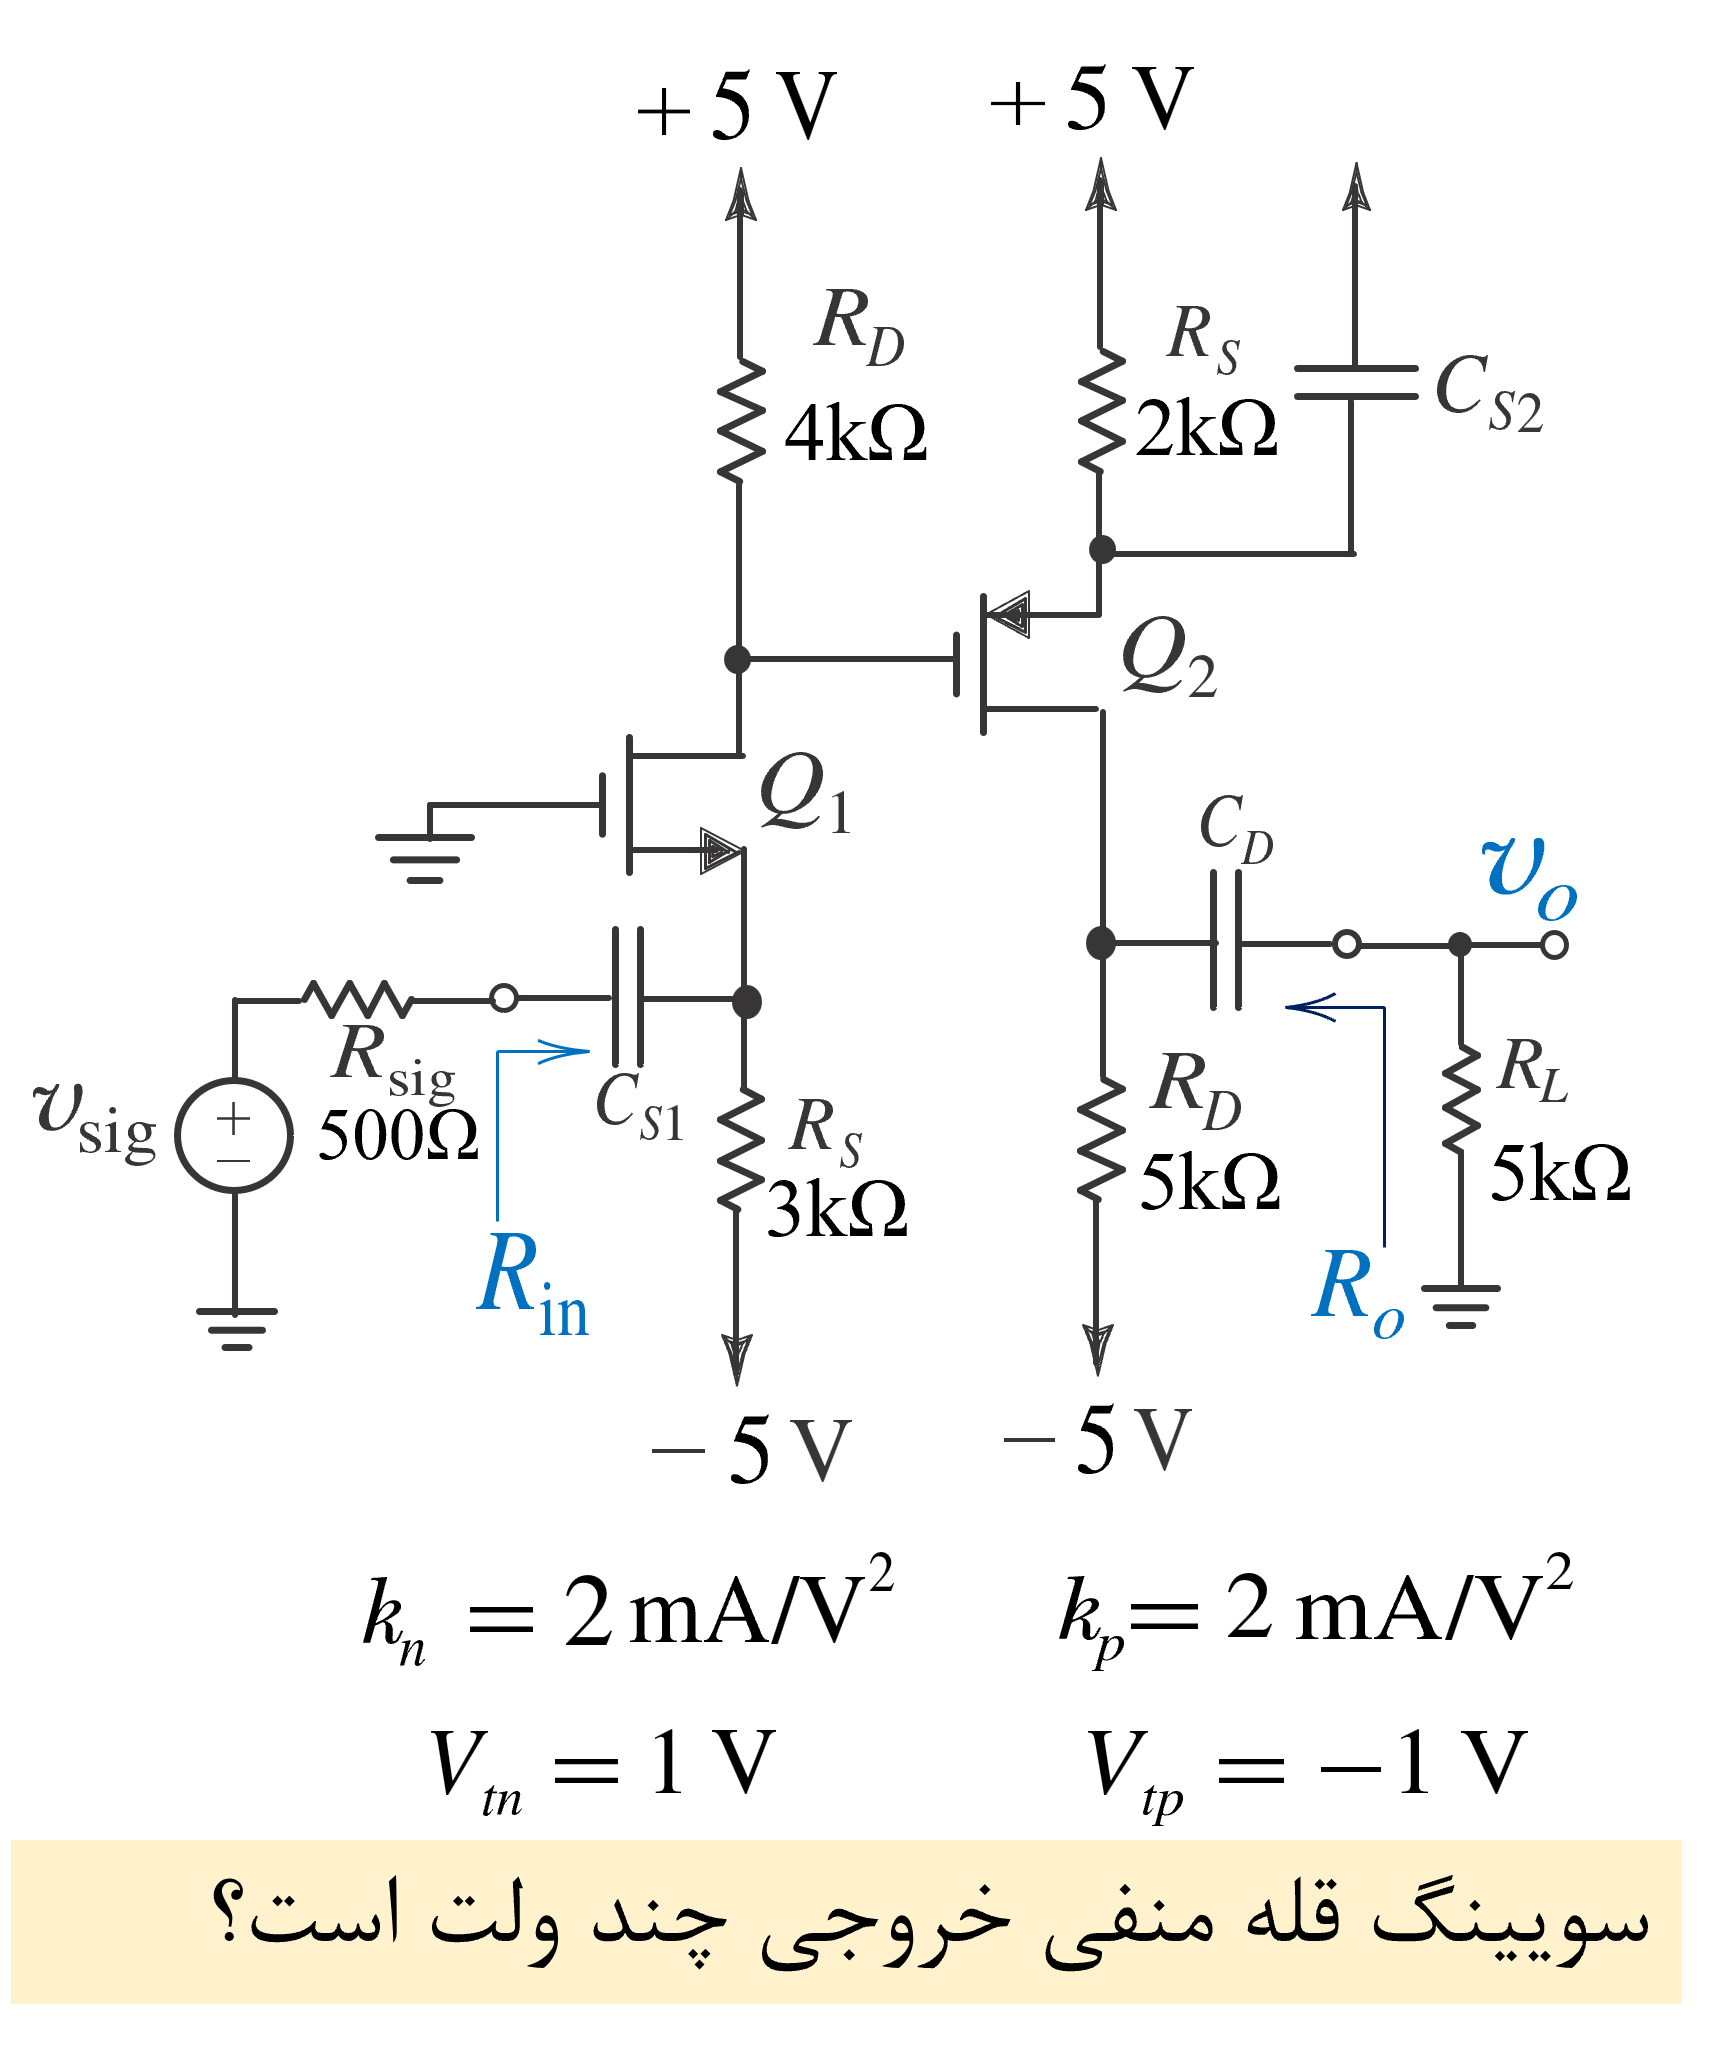 + 5 V
+ 5 V
R_D
4kΩ
R_S
2kΩ
C_S2
Q_2
Q_1
C_D
v_o
R_sig
500Ω
v_sig
+
−
C_S1
R_S
3kΩ
R_D
5kΩ
R_L
5kΩ
R_in
R_o
− 5 V
− 5 V
k_n = 2 mA/V²
k_p = 2 mA/V²
V_tn = 1 V
V_tp = −1 V
سویینگ قله منفی خروجی چند ولت است؟